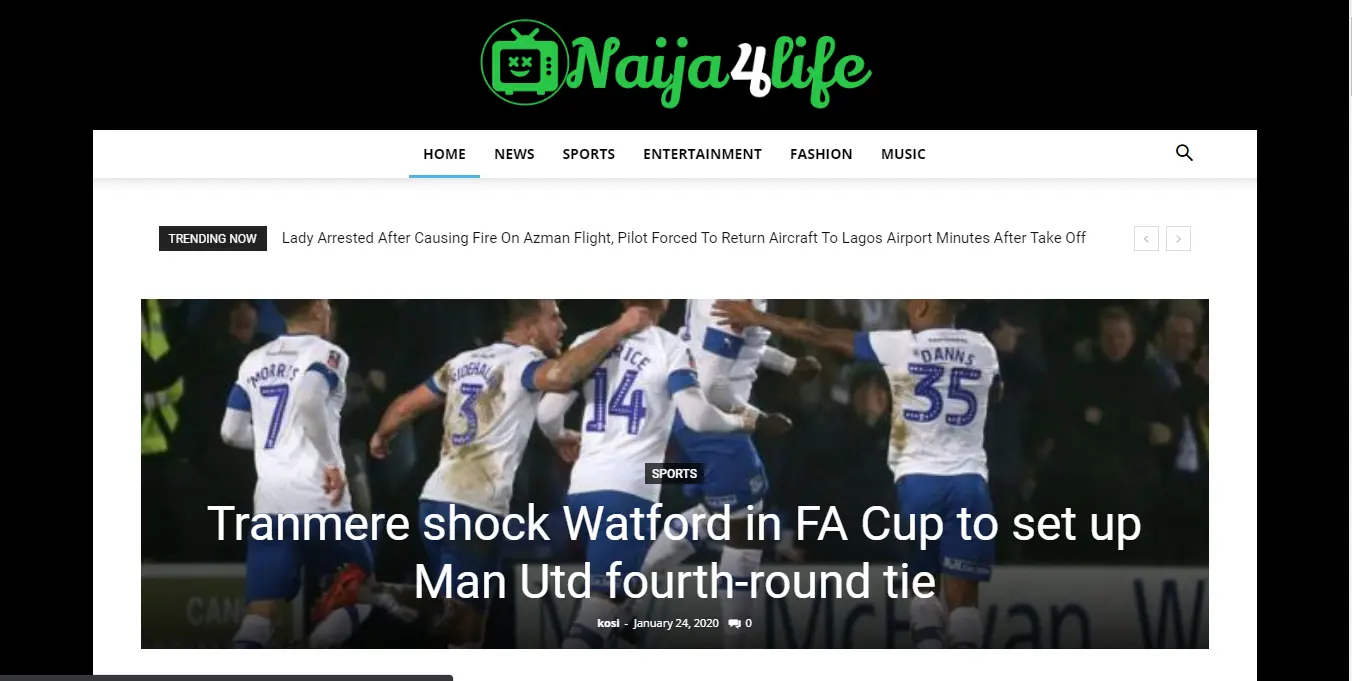 Naija4life
HOME NEWS SPORTS ENTERTAINMENT FASHION MUSIC
TRENDING NOW Lady Arrested After Causing Fire On Azman Flight, Pilot Forced To Return Aircraft To Lagos Airport Minutes After Take Off
MORRIS
7
3
14
DANNS
35
SPORTS
Tranmere shock Watford in FA Cup to set up
Man Utd fourth-round tie
kosi - January 24, 2020 0